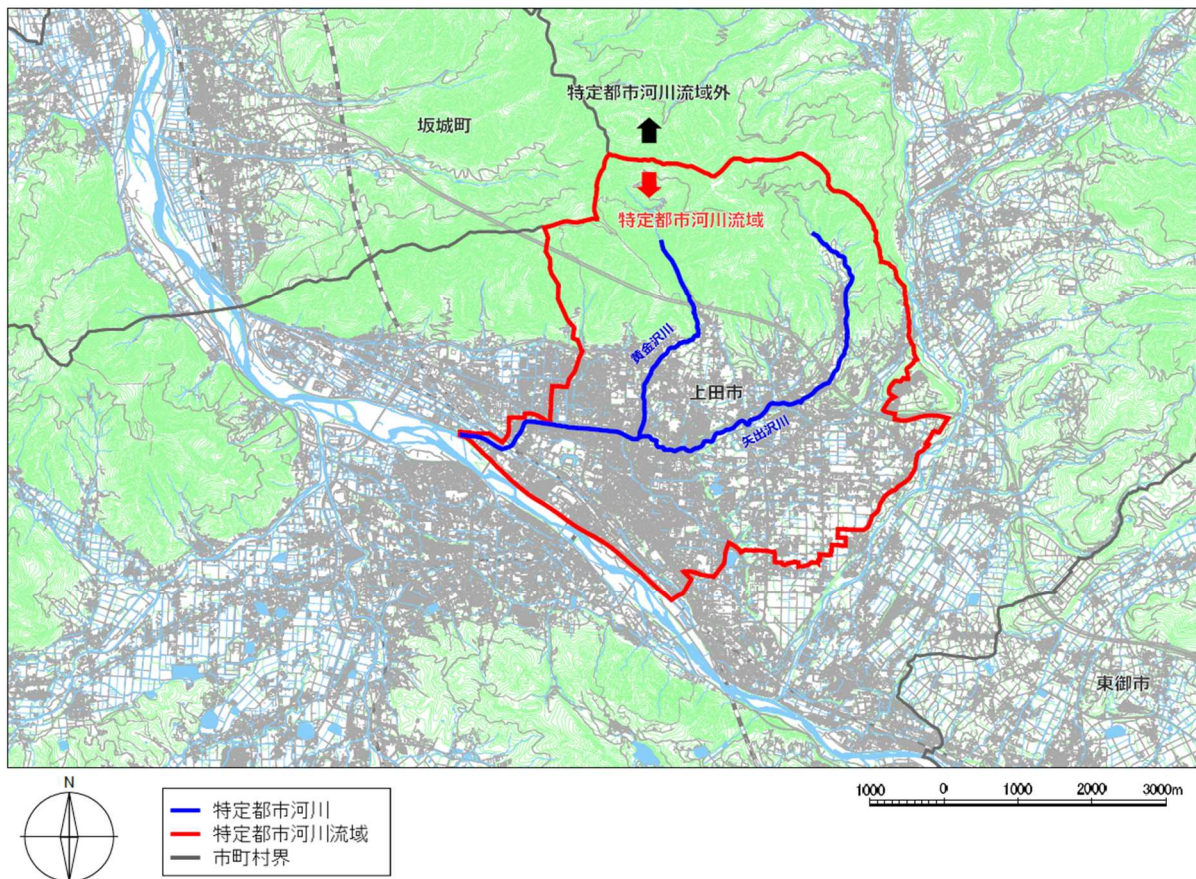 特定都市河川流域外
坂城町
特定都市河川流域
黄金沢川
上田市
矢出沢川
東御市
N
1000 0 1000 2000 3000m
特定都市河川
特定都市河川流域
市町村界